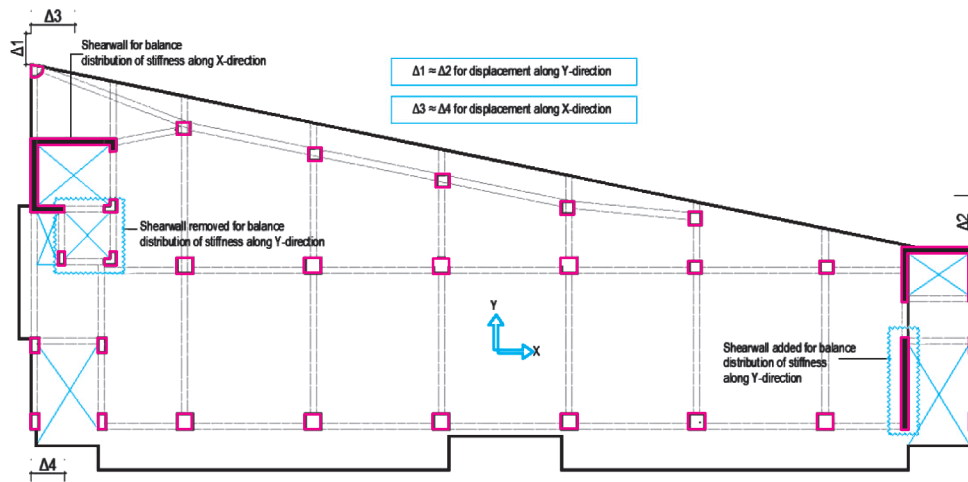 Δ3
Δ1
Shearwall for balance
distribution of stiffness along X-direction
Δ1 ≈ Δ2 for displacement along Y-direction
Δ3 ≈ Δ4 for displacement along X-direction
Shearwall removed for balance
distribution of stiffness along Y-direction
Δ2
Y
X
Shearwall added for balance
distribution of stiffness
along Y-direction
Δ4